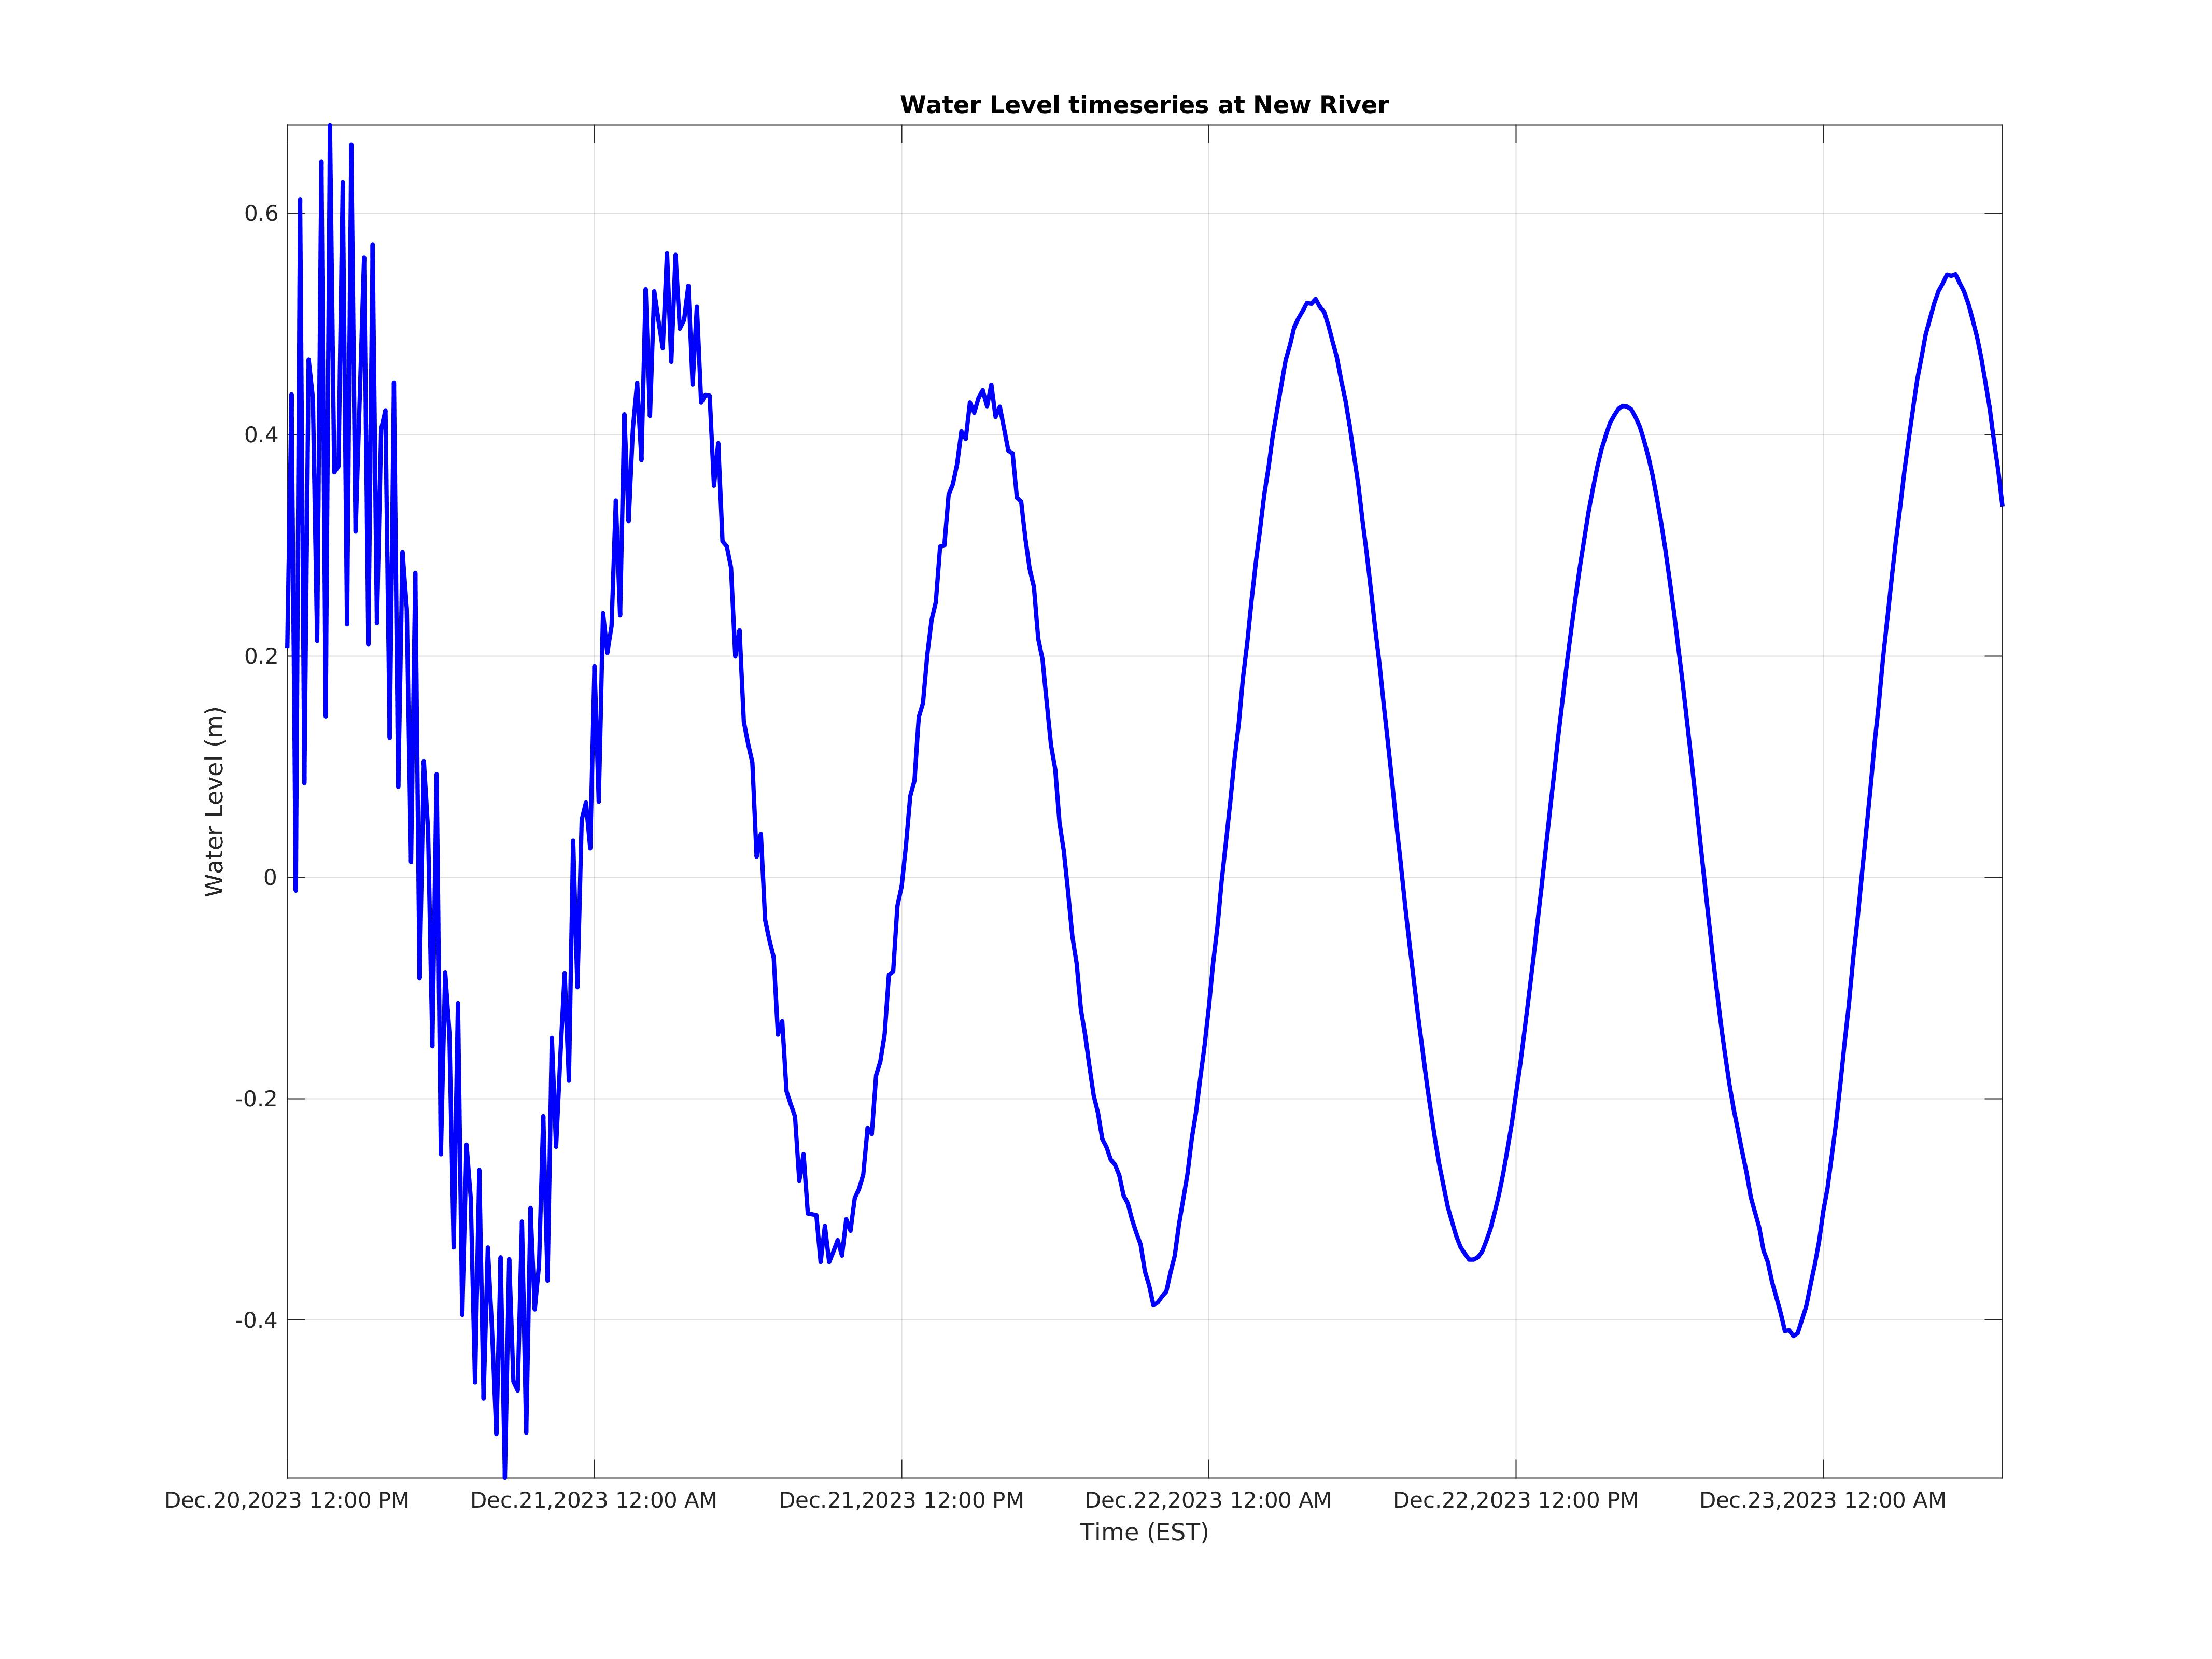 Water Level timeseries at New River
Water Level (m)
0.6
0.4
0.2
0
-0.2
-0.4
Dec.20,2023 12:00 PM
Dec.21,2023 12:00 AM
Dec.21,2023 12:00 PM
Dec.22,2023 12:00 AM
Dec.22,2023 12:00 PM
Dec.23,2023 12:00 AM
Time (EST)